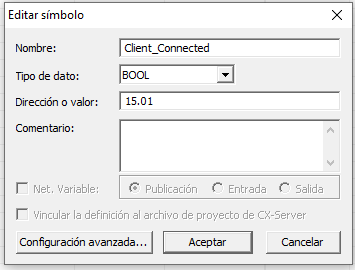 Editar símbolo
Nombre: Client_Connected
Tipo de dato: BOOL
Dirección o valor: 15.01
Comentario:
Net. Variable: Publicación Entrada Salida
Vincular la definición al archivo de proyecto de CX-Server
Configuración avanzada... Aceptar Cancelar